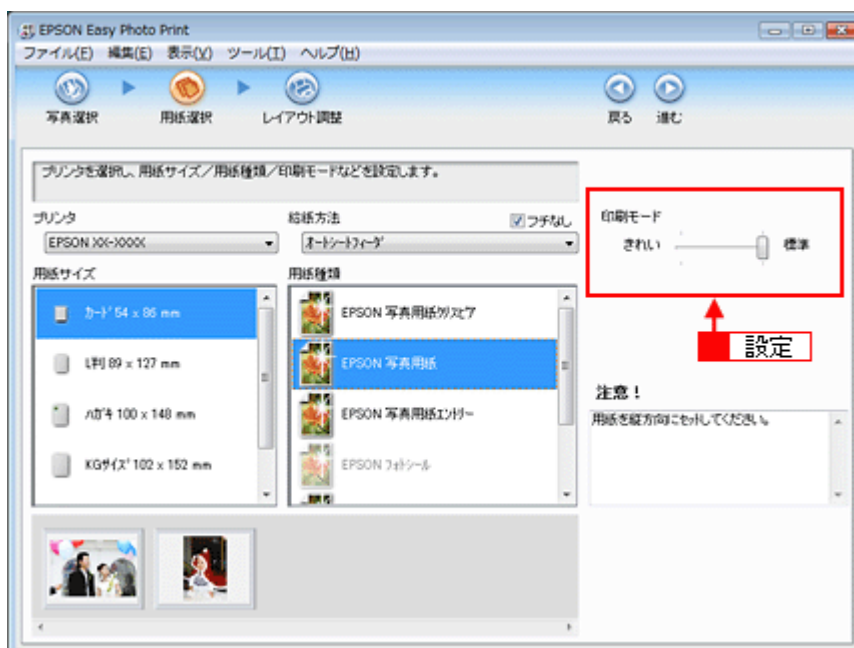 EPSON Easy Photo Print
ファイル(F) 編集(E) 表示(V) ツール(T) ヘルプ(H)
写真選択 用紙選択 レイアウト調整 戻る 進む
プリンタを選択し、用紙サイズ/用紙種類/印刷モードなどを設定します。
プリンタ
EPSON XX-XXXX
給紙方法
フチなし
オートシートフィーダ
印刷モード
きれい 標準
設定
用紙サイズ
カード 54 x 86 mm
L判 89 x 127 mm
ハガキ 100 x 148 mm
KGサイズ 102 x 152 mm
用紙種類
EPSON 写真用紙クリスピア
EPSON 写真用紙
EPSON 写真用紙エントリー
EPSON フォトシール
注意!
用紙を縦方向にセットしてください。